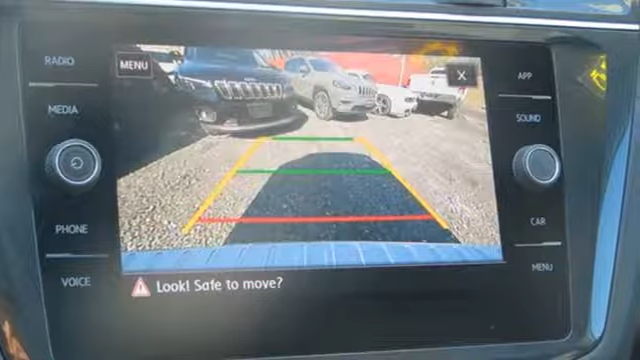 RADIO
MEDIA
PHONE
VOICE
MENU
X
APP
SOUND
CAR
MENU
Look! Safe to move?